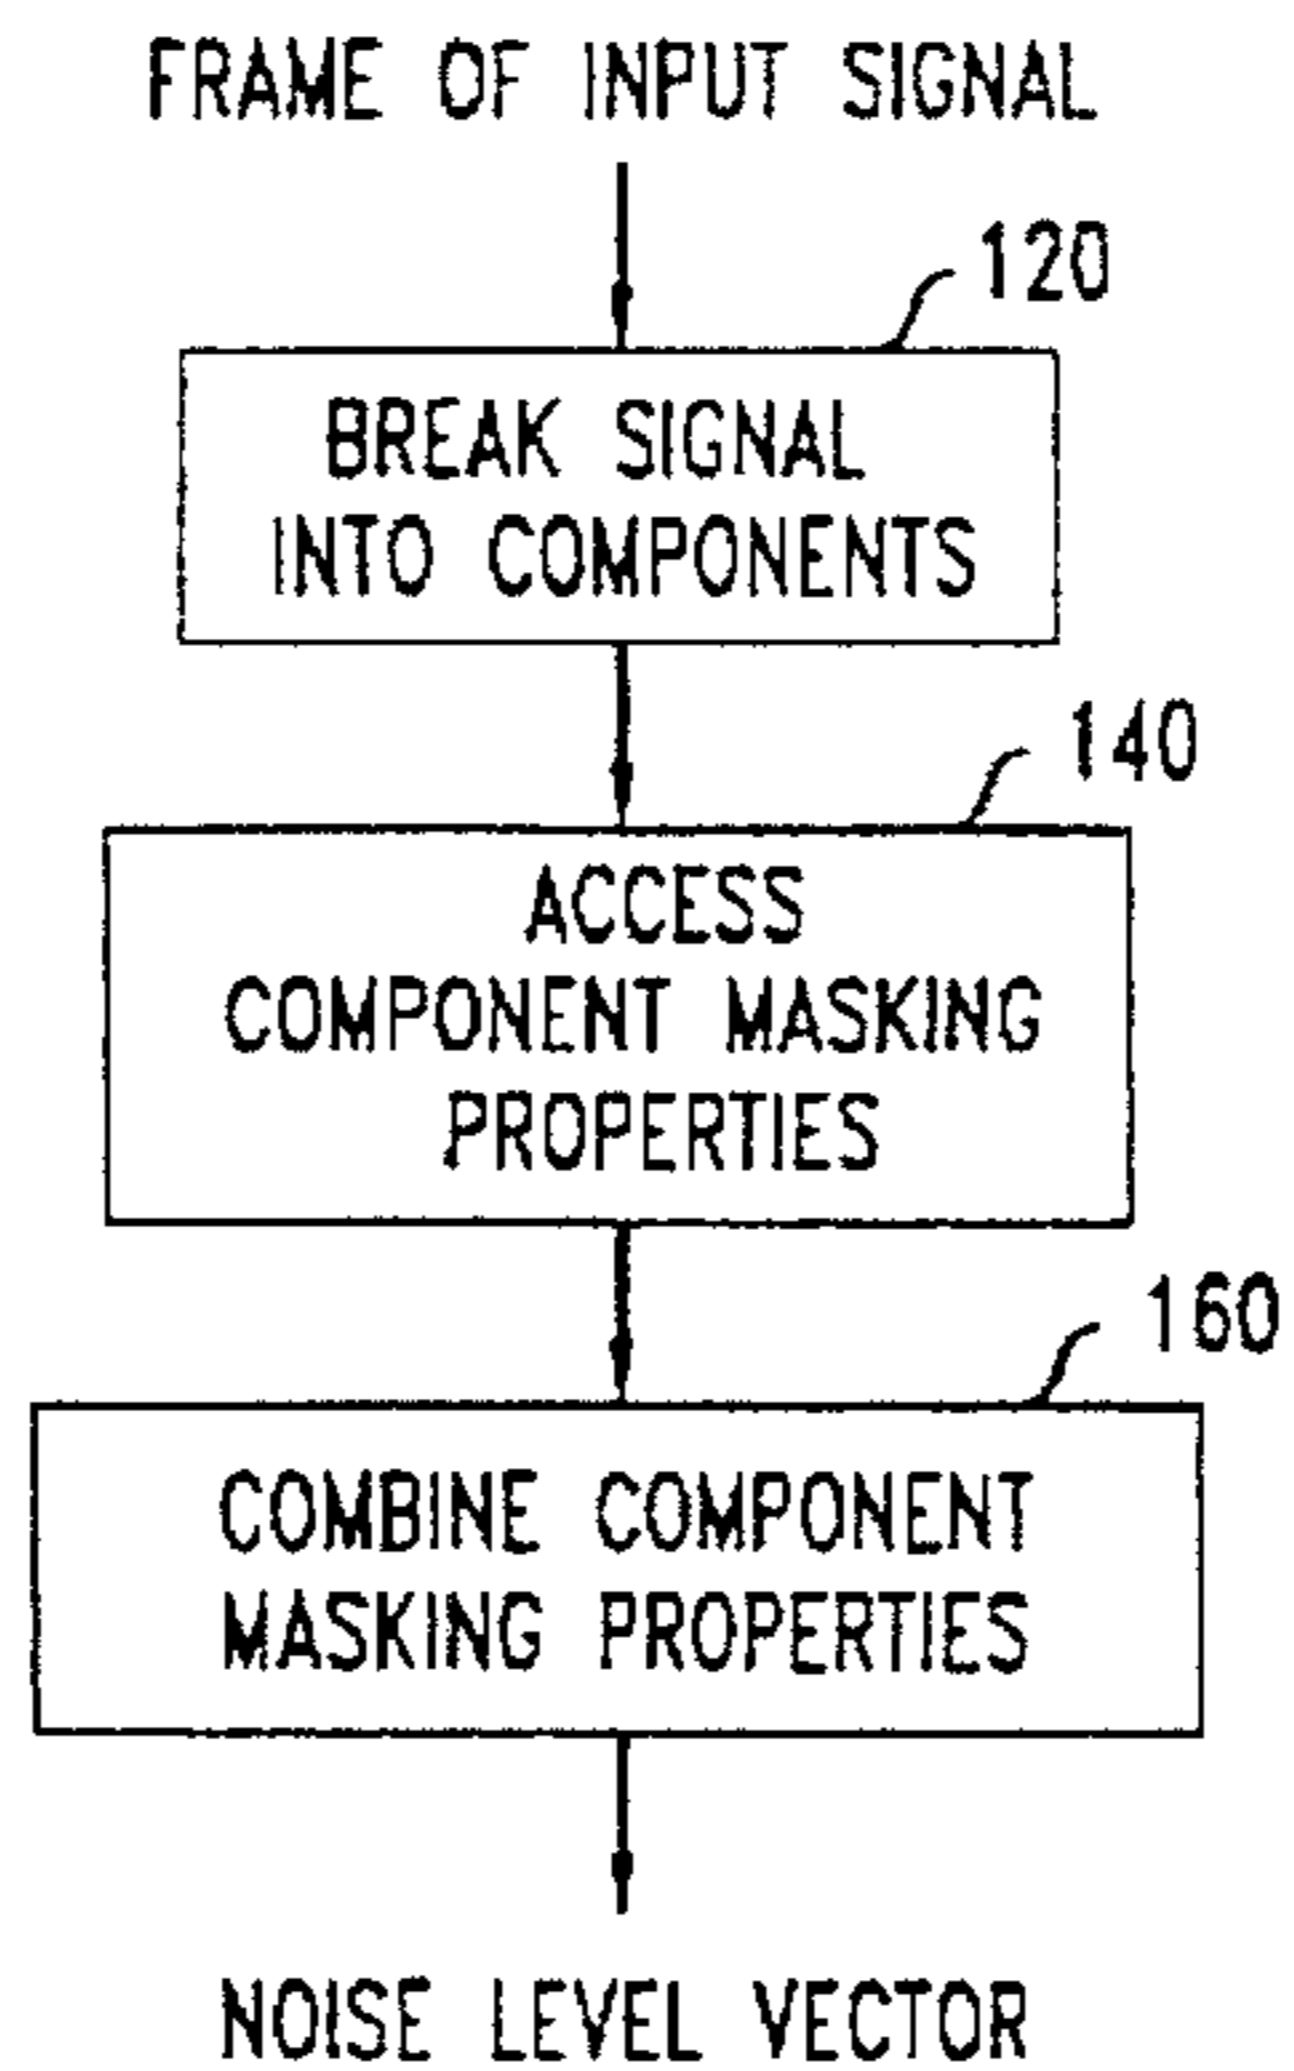 FRAME OF INPUT SIGNAL
120
BREAK SIGNAL
INTO COMPONENTS
140
ACCESS
COMPONENT MASKING
PROPERTIES
160
COMBINE COMPONENT
MASKING PROPERTIES
NOISE LEVEL VECTOR